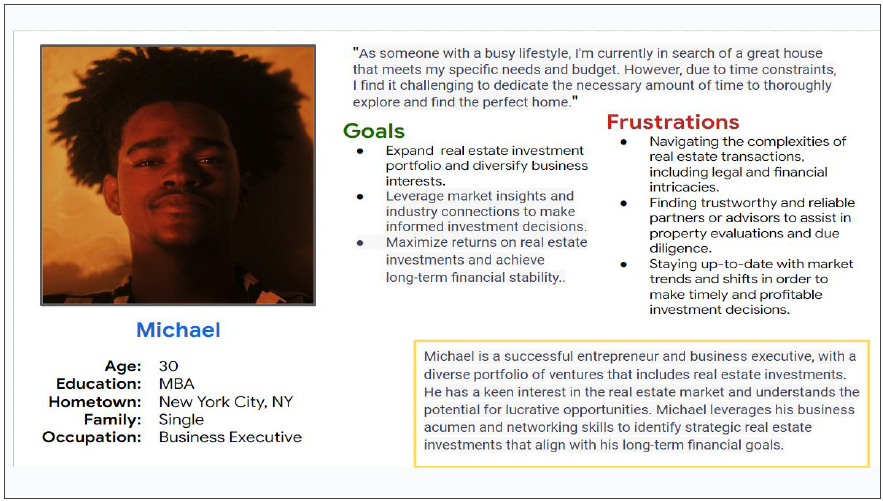 "As someone with a busy lifestyle, I'm currently in search of a great house
that meets my specific needs and budget. However, due to time constraints,
I find it challenging to dedicate the necessary amount of time to thoroughly
explore and find the perfect home."
Goals
● Expand real estate investment
portfolio and diversify business
interests.
● Leverage market insights and
industry connections to make
informed investment decisions.
● Maximize returns on real estate
investments and achieve
long-term financial stability..
Frustrations
● Navigating the complexities of
real estate transactions,
including legal and financial
intricacies.
● Finding trustworthy and reliable
partners or advisors to assist in
property evaluations and due
diligence.
● Staying up-to-date with market
trends and shifts in order to
make timely and profitable
investment decisions.
Michael
Age: 30
Education: MBA
Hometown: New York City, NY
Family: Single
Occupation: Business Executive
Michael is a successful entrepreneur and business executive, with a
diverse portfolio of ventures that includes real estate investments.
He has a keen interest in the real estate market and understands the
potential for lucrative opportunities. Michael leverages his business
acumen and networking skills to identify strategic real estate
investments that align with his long-term financial goals.